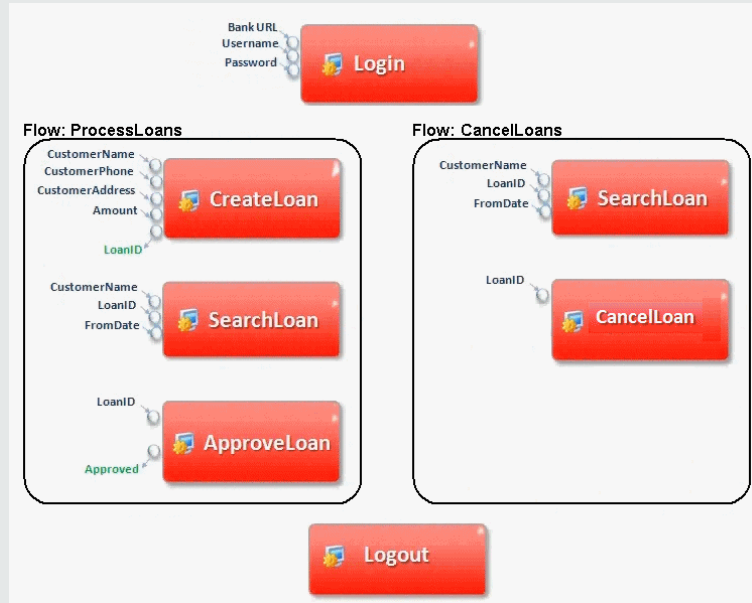 Bank URL
Username
Password
Login
Flow: ProcessLoans
CustomerName
CustomerPhone
CustomerAddress
Amount
LoanID
CreateLoan
CustomerName
LoanID
FromDate
SearchLoan
LoanID
Approved
ApproveLoan
Flow: CancelLoans
CustomerName
LoanID
FromDate
SearchLoan
LoanID
CancelLoan
Logout